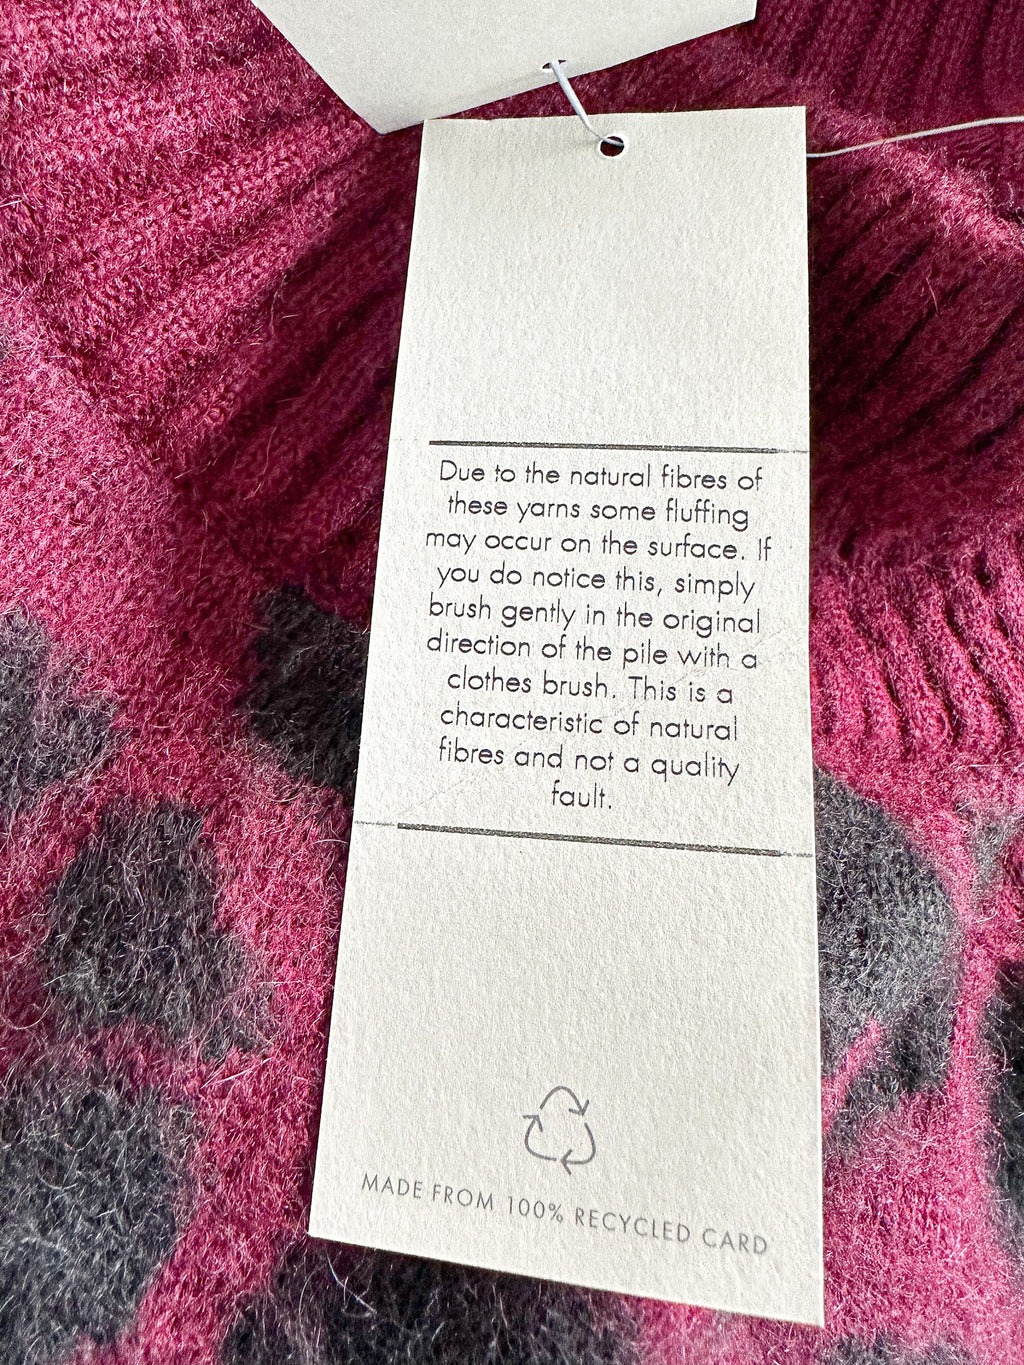 Due to the natural fibres of
these yarns some fluffing
may occur on the surface. If
you do notice this, simply
brush gently in the original
direction of the pile with a
clothes brush. This is a
characteristic of natural
fibres and not a quality
fault.
MADE FROM 100% RECYCLED CARD